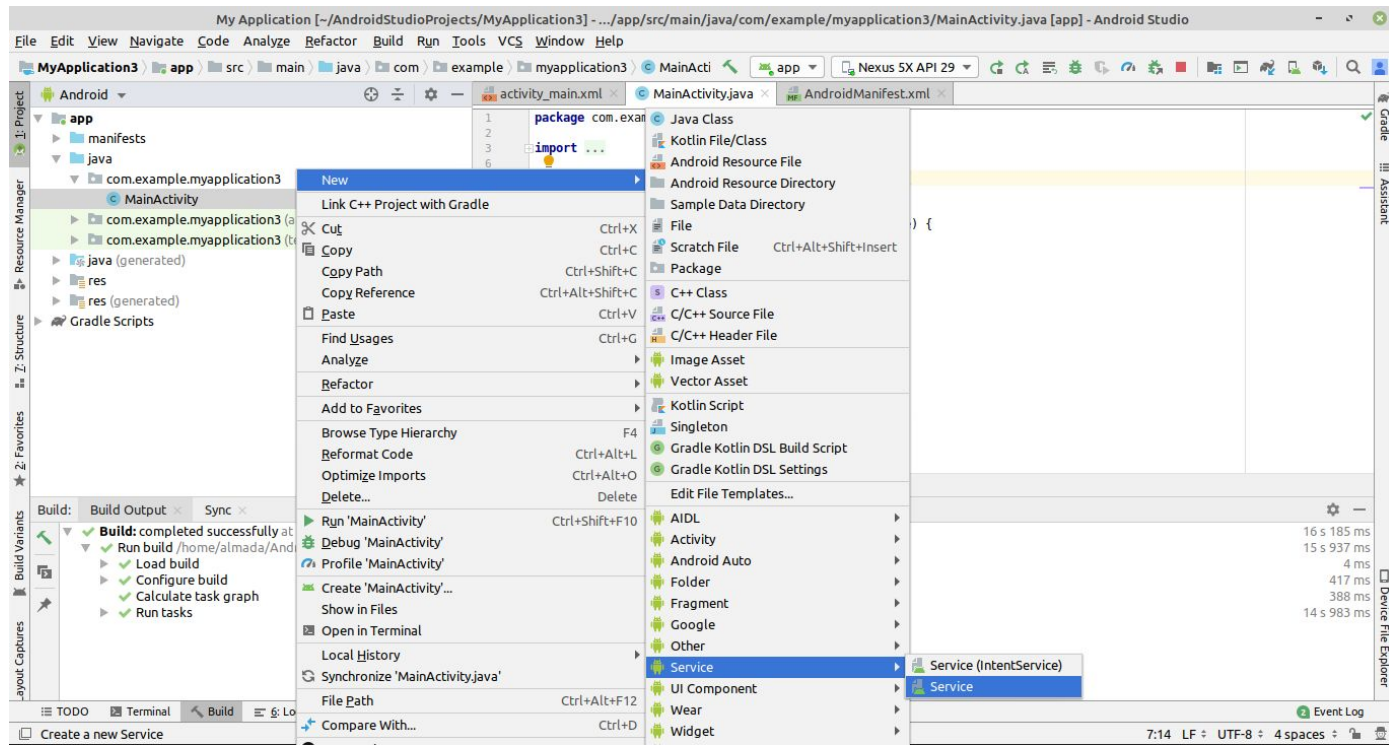 My Application [~/AndroidStudioProjects/MyApplication3] - .../app/src/main/java/com/example/myapplication3/MainActivity.java [app] - Android Studio
File Edit View Navigate Code Analyze Refactor Build Run Tools VCS Window Help
MyApplication3 app src main java com example myapplication3 MainActi app Nexus 5X API 29
1: Project
Resource Manager
7: Structure
2: Favorites
Build Variants
ayout Captures
Android
app
manifests
java
com.example.myapplication3
MainActivity
com.example.myapplication3 (a
com.example.myapplication3 (t
java (generated)
res
res (generated)
Gradle Scripts
activity_main.xml MainActivity.java AndroidManifest.xml
1 package com.exam
2
3 import ...
6
) {
New
Link C++ Project with Gradle
Cut Ctrl+X
Copy Ctrl+C
Copy Path Ctrl+Shift+C
Copy Reference Ctrl+Alt+Shift+C
Paste Ctrl+V
Find Usages Ctrl+G
Analyze
Refactor
Add to Favorites
Browse Type Hierarchy F4
Reformat Code Ctrl+Alt+L
Optimize Imports Ctrl+Alt+O
Delete... Delete
Run 'MainActivity' Ctrl+Shift+F10
Debug 'MainActivity'
Profile 'MainActivity'
Create 'MainActivity'...
Show in Files
Open in Terminal
Local History
Synchronize 'MainActivity.java'
File Path Ctrl+Alt+F12
Compare With... Ctrl+D
Java Class
Kotlin File/Class
Android Resource File
Android Resource Directory
Sample Data Directory
File
Scratch File Ctrl+Alt+Shift+Insert
Package
C++ Class
C/C++ Source File
C/C++ Header File
Image Asset
Vector Asset
Kotlin Script
Singleton
Gradle Kotlin DSL Build Script
Gradle Kotlin DSL Settings
Edit File Templates...
AIDL
Activity
Android Auto
Folder
Fragment
Google
Other
Service
UI Component
Wear
Widget
Service (IntentService)
Service
Build: Build Output Sync
Build: completed successfully at
Run build /home/almada/And
Load build
Configure build
Calculate task graph
Run tasks
16 s 185 ms
15 s 937 ms
4 ms
417 ms
388 ms
14 s 983 ms
Gradle
Assistant
Device File Explorer
TODO Terminal Build 6: Lo
2 Event Log
Create a new Service
7:14 LF UTF-8 4 spaces